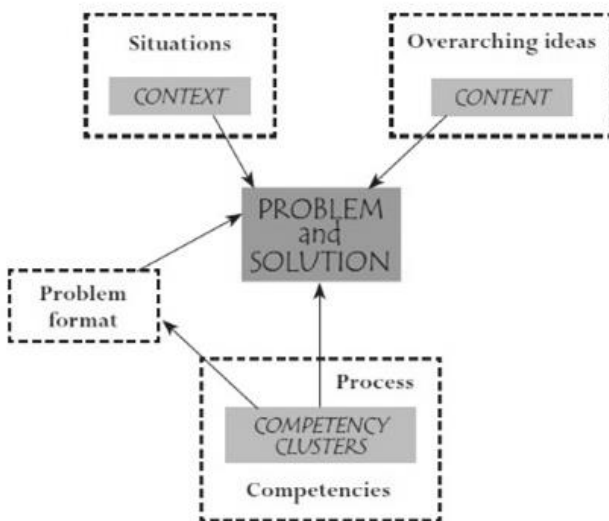 Situations
CONTEXT
Overarching ideas
CONTENT
PROBLEM
and
SOLUTION
Problem
format
Process
COMPETENCY
CLUSTERS
Competencies